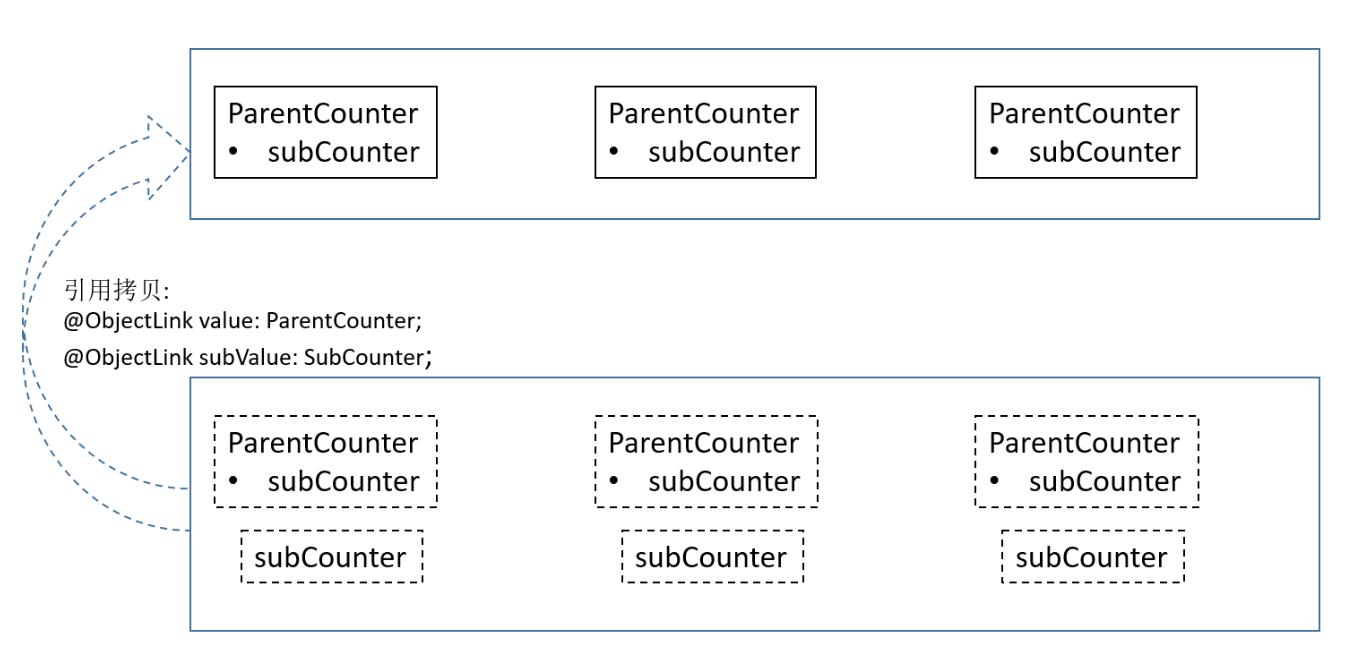 ParentCounter
• subCounter
ParentCounter
• subCounter
ParentCounter
• subCounter
引用拷贝:
@ObjectLink value: ParentCounter;
@ObjectLink subValue: SubCounter;
ParentCounter
• subCounter
subCounter
ParentCounter
• subCounter
subCounter
ParentCounter
• subCounter
subCounter